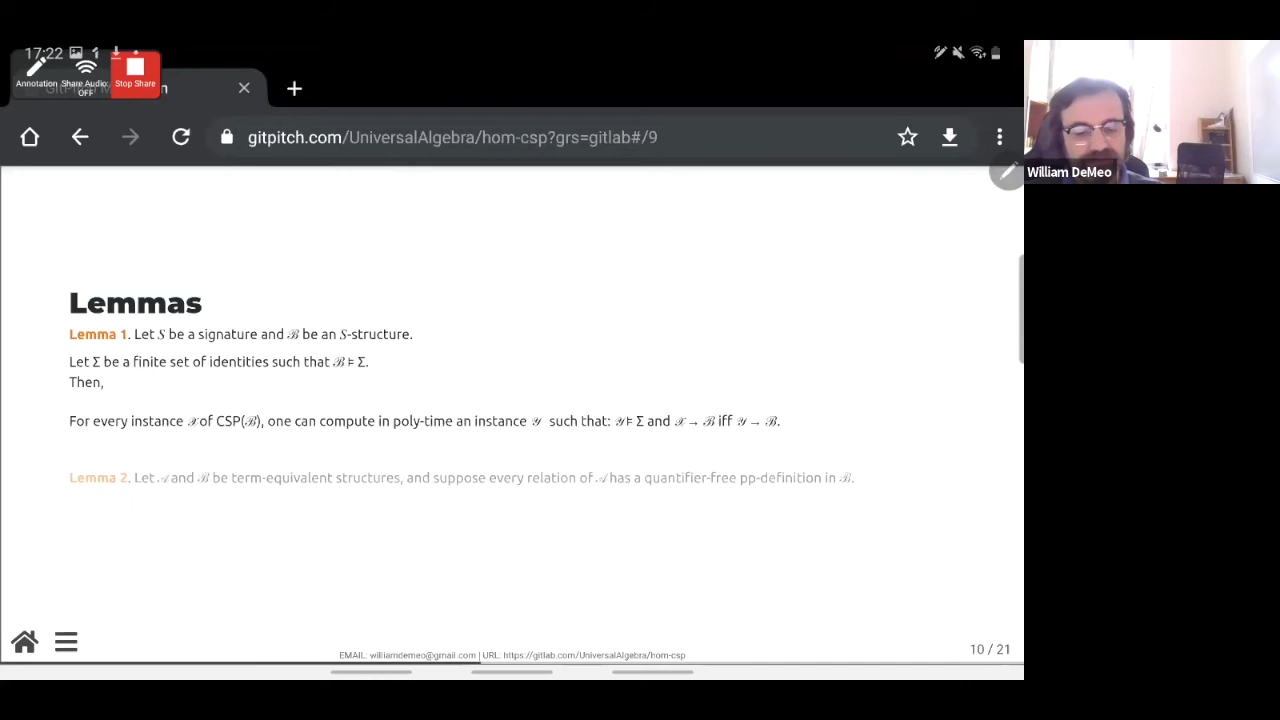 17:22
Annotation Share Audio: OFF Stop Share
gitpitch.com/UniversalAlgebra/hom-csp?grs=gitlab#/9
William DeMeo
Lemmas
Lemma 1. Let 𝑆 be a signature and ℬ be an 𝑆-structure.
Let Σ be a finite set of identities such that ℬ ⊧ Σ.
Then,
For every instance 𝒳 of CSP(ℬ), one can compute in poly-time an instance 𝒴 such that: 𝒴 ⊧ Σ and 𝒳 → ℬ iff 𝒴 → ℬ.
Lemma 2. Let 𝒜 and ℬ be term-equivalent structures, and suppose every relation of 𝒜 has a quantifier-free pp-definition in ℬ.
10 / 21
EMAIL: williamdemeo@gmail.com | URL: https://gitlab.com/UniversalAlgebra/hom-csp